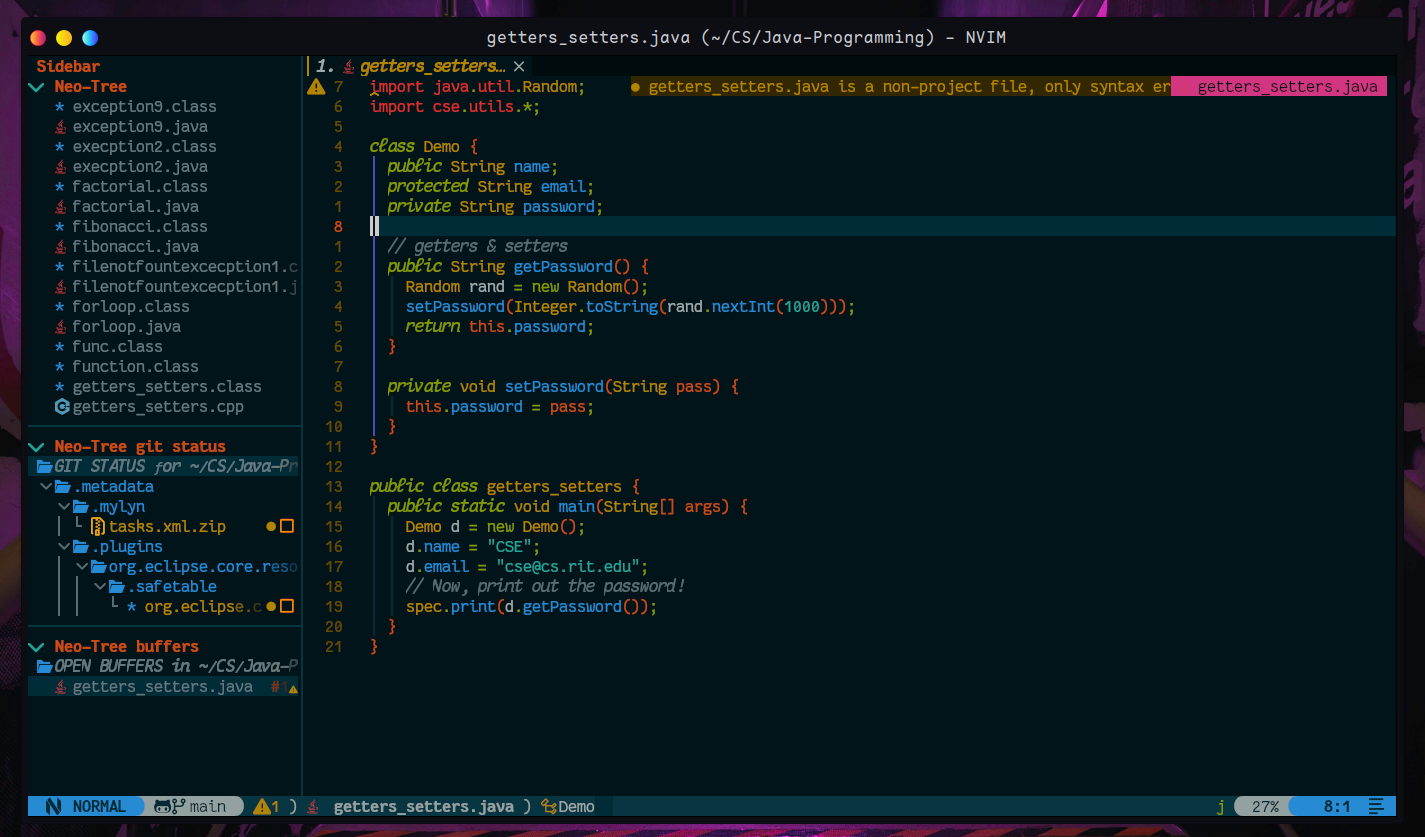 getters_setters.java (~/CS/Java-Programming) - NVIM
Sidebar
Neo-Tree
* exception9.class
exception9.java
* execption2.class
execption2.java
* factorial.class
factorial.java
* fibonacci.class
fibonacci.java
* filenotfountexcecption1.c
filenotfountexcecption1.j
* forloop.class
forloop.java
* func.class
* function.class
* getters_setters.class
getters_setters.cpp
Neo-Tree git status
GIT STATUS for ~/CS/Java-Pr
.metadata
.mylyn
tasks.xml.zip
.plugins
org.eclipse.core.reso
.safetable
* org.eclipse.c
Neo-Tree buffers
OPEN BUFFERS in ~/CS/Java-P
getters_setters.java #1
1. getters_setters… ×
7 import java.util.Random; ● getters_setters.java is a non-project file, only syntax er getters_setters.java
6 import cse.utils.*;
5
4 class Demo {
3 public String name;
2 protected String email;
1 private String password;
8
1 // getters & setters
2 public String getPassword() {
3 Random rand = new Random();
4 setPassword(Integer.toString(rand.nextInt(1000)));
5 return this.password;
6 }
7
8 private void setPassword(String pass) {
9 this.password = pass;
10 }
11 }
12
13 public class getters_setters {
14 public static void main(String[] args) {
15 Demo d = new Demo();
16 d.name = "CSE";
17 d.email = "cse@cs.rit.edu";
18 // Now, print out the password!
19 spec.print(d.getPassword());
20 }
21 }
NORMAL main 1 ) getters_setters.java ) Demo j 27% 8:1